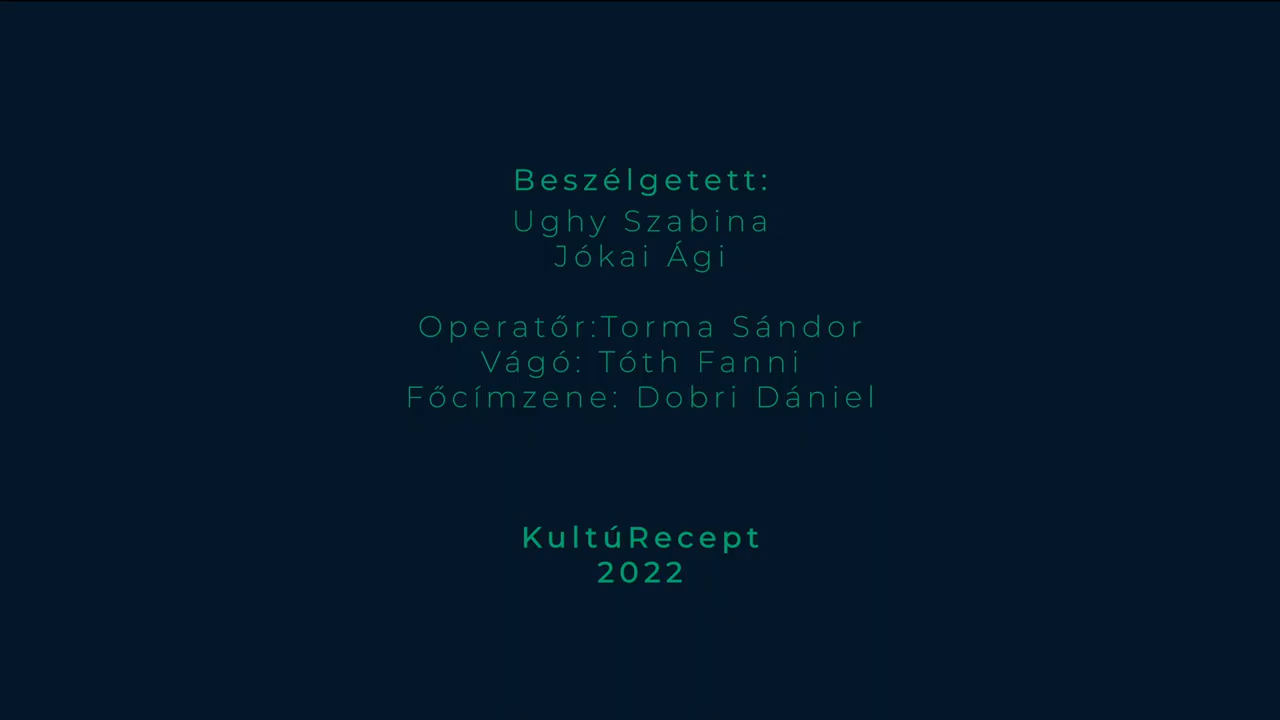 Beszélgetett:
Ughy Szabina
Jókai Ági
Operatőr:Torma Sándor
Vágó: Tóth Fanni
Főcímzene: Dobri Dániel
KultúRecept
2022